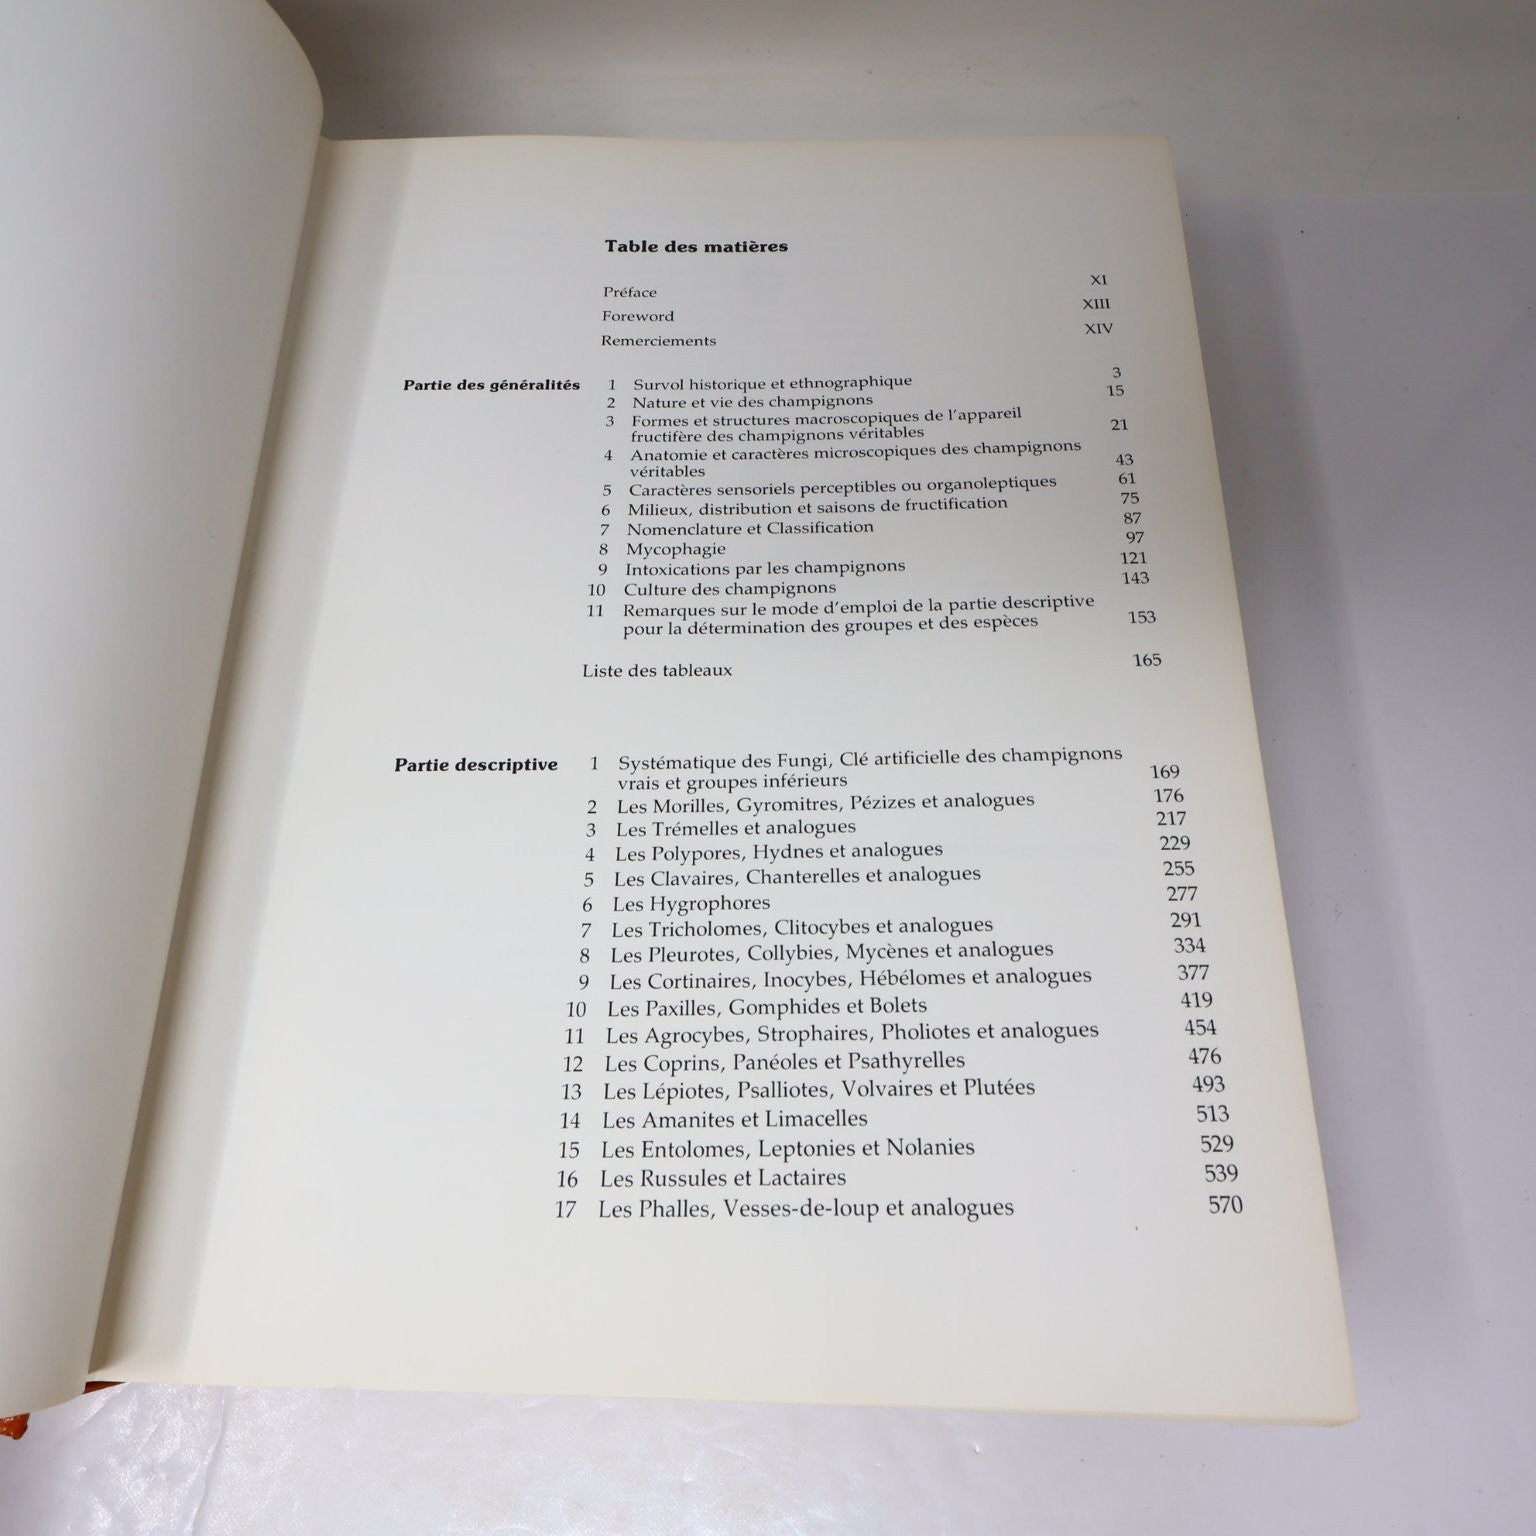 Table des matières
Préface XI
Foreword XIII
Remerciements XIV
Partie des généralités 1 Survol historique et ethnographique 3
2 Nature et vie des champignons 15
3 Formes et structures macroscopiques de l'appareil
fructifère des champignons véritables 21
4 Anatomie et caractères microscopiques des champignons
véritables 43
5 Caractères sensoriels perceptibles ou organoleptiques 61
6 Milieux, distribution et saisons de fructification 75
7 Nomenclature et Classification 87
8 Mycophagie 97
9 Intoxications par les champignons 121
10 Culture des champignons 143
11 Remarques sur le mode d'emploi de la partie descriptive
pour la détermination des groupes et des espèces 153
Liste des tableaux 165
Partie descriptive 1 Systématique des Fungi, Clé artificielle des champignons
vrais et groupes inférieurs 169
2 Les Morilles, Gyromitres, Pézizes et analogues 176
3 Les Trémelles et analogues 217
4 Les Polypores, Hydnes et analogues 229
5 Les Clavaires, Chanterelles et analogues 255
6 Les Hygrophores 277
7 Les Tricholomes, Clitocybes et analogues 291
8 Les Pleurotes, Collybies, Mycènes et analogues 334
9 Les Cortinaires, Inocybes, Hébélomes et analogues 377
10 Les Paxilles, Gomphides et Bolets 419
11 Les Agrocybes, Strophaires, Pholiotes et analogues 454
12 Les Coprins, Panéoles et Psathyrelles 476
13 Les Lépiotes, Psalliotes, Volvaires et Plutées 493
14 Les Amanites et Limacelles 513
15 Les Entolomes, Leptonies et Nolanies 529
16 Les Russules et Lactaires 539
17 Les Phalles, Vesses-de-loup et analogues 570